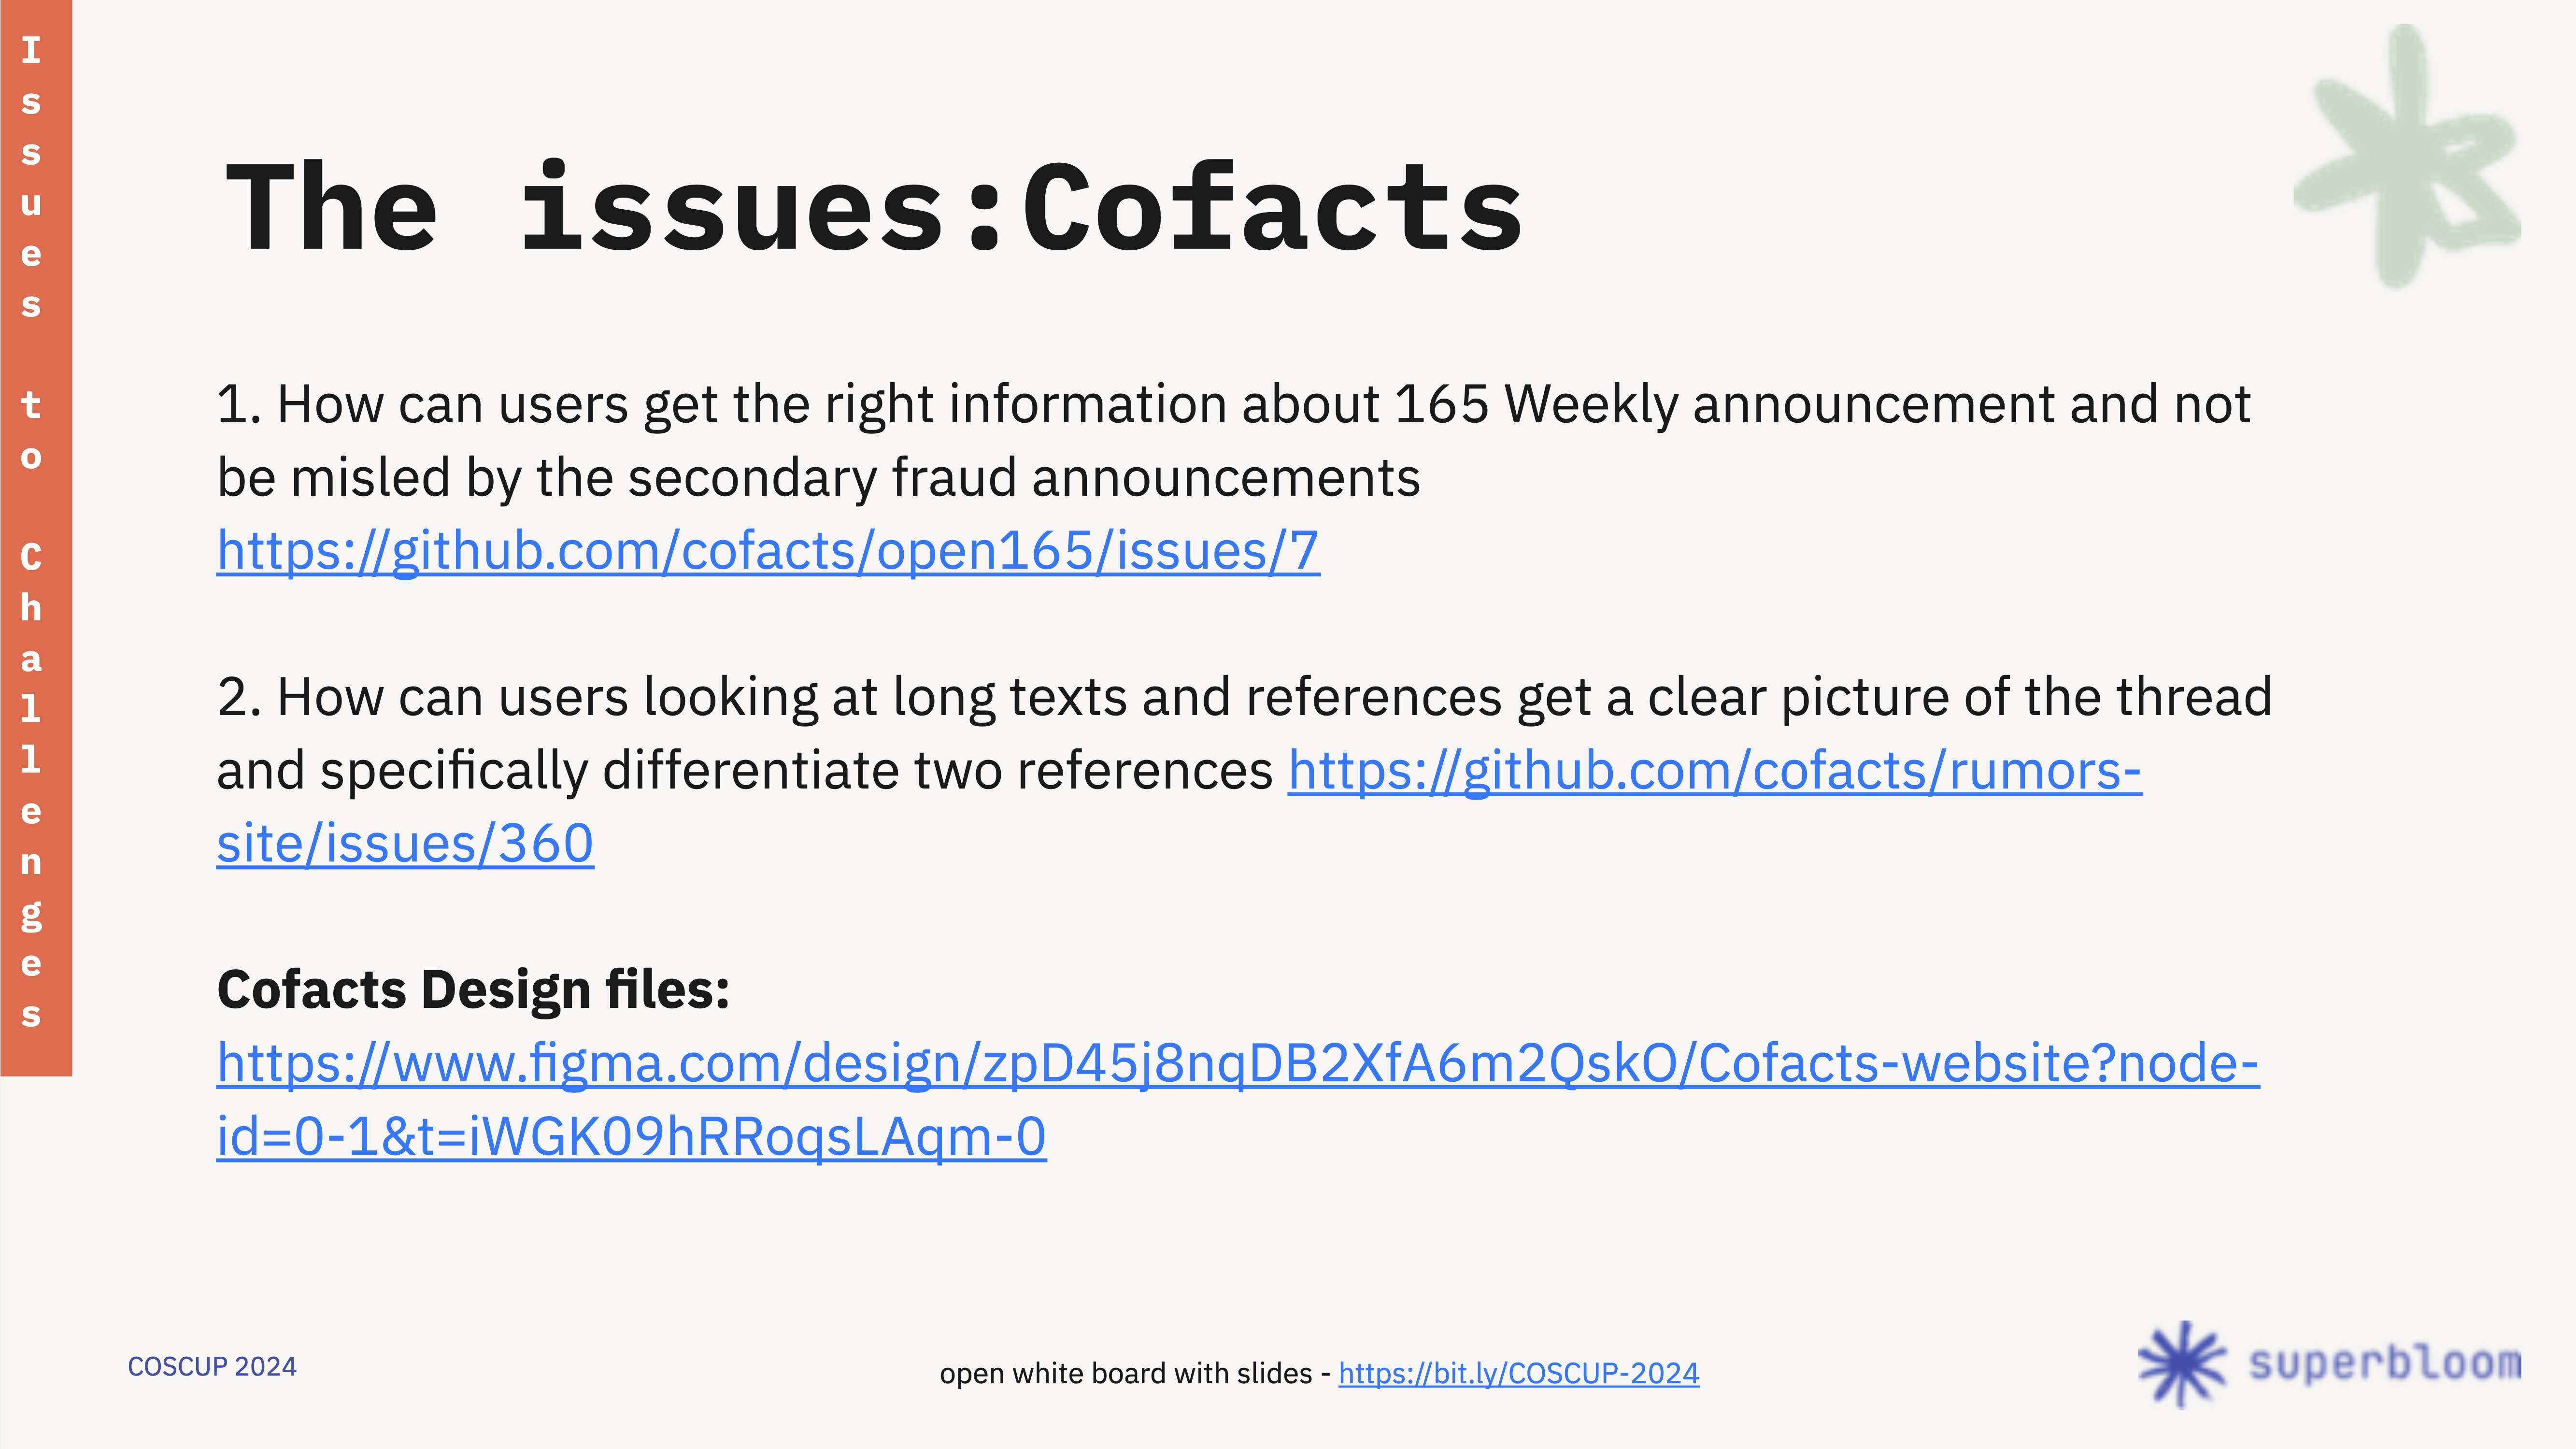 Issues to Challenges
The issues:Cofacts
1. How can users get the right information about 165 Weekly announcement and not
be misled by the secondary fraud announcements
https://github.com/cofacts/open165/issues/7
2. How can users looking at long texts and references get a clear picture of the thread
and specifically differentiate two references https://github.com/cofacts/rumors-
site/issues/360
Cofacts Design files:
https://www.figma.com/design/zpD45j8nqDB2XfA6m2QskO/Cofacts-website?node-
id=0-1&t=iWGK09hRRoqsLAqm-0
COSCUP 2024
open white board with slides - https://bit.ly/COSCUP-2024
superbloom